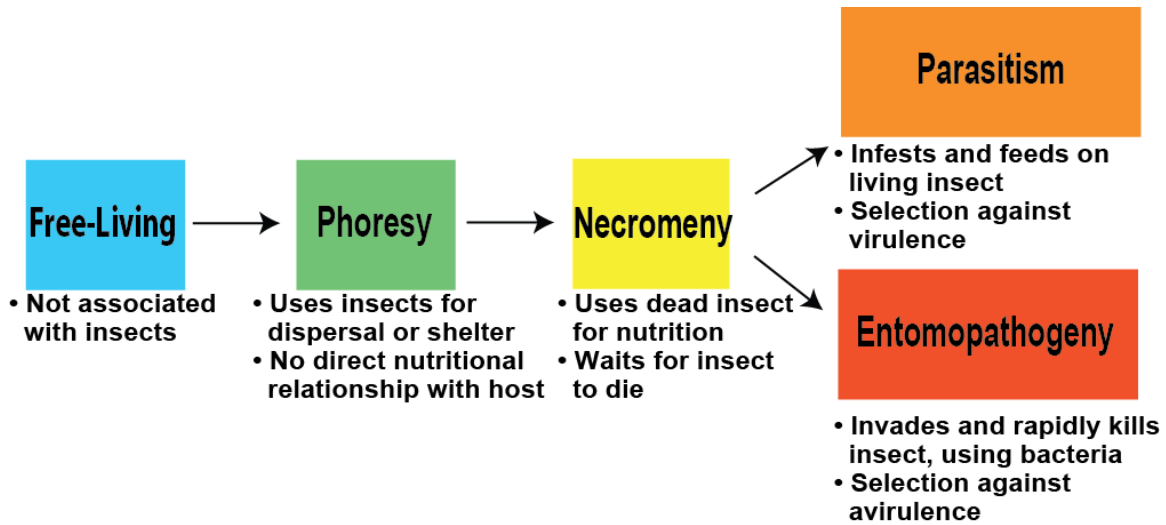 Free-Living
• Not associated
with insects
Phoresy
• Uses insects for
dispersal or shelter
• No direct nutritional
relationship with host
Necromeny
• Uses dead insect
for nutrition
• Waits for insect
to die
Parasitism
• Infests and feeds on
living insect
• Selection against
virulence
Entomopathogeny
• Invades and rapidly kills
insect, using bacteria
• Selection against
avirulence